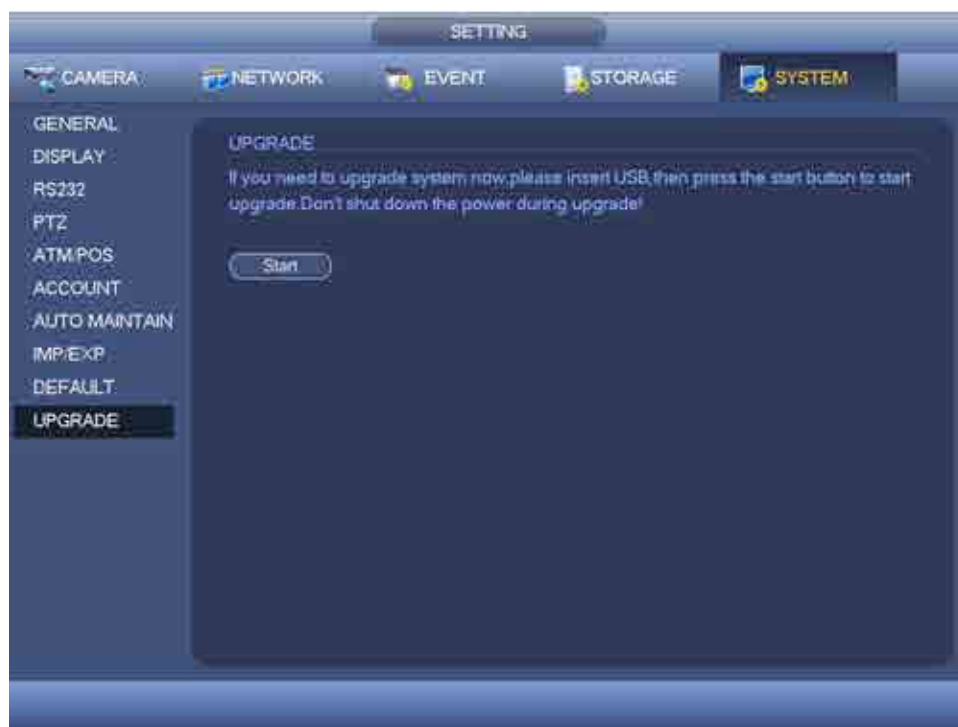 SETTING
CAMERA NETWORK EVENT STORAGE SYSTEM
GENERAL
DISPLAY
RS232
PTZ
ATM/POS
ACCOUNT
AUTO MAINTAIN
IMP/EXP
DEFAULT
UPGRADE
UPGRADE
If you need to upgrade system now,please insert USB,then press the start button to start
upgrade.Don't shut down the power during upgrade!
Start